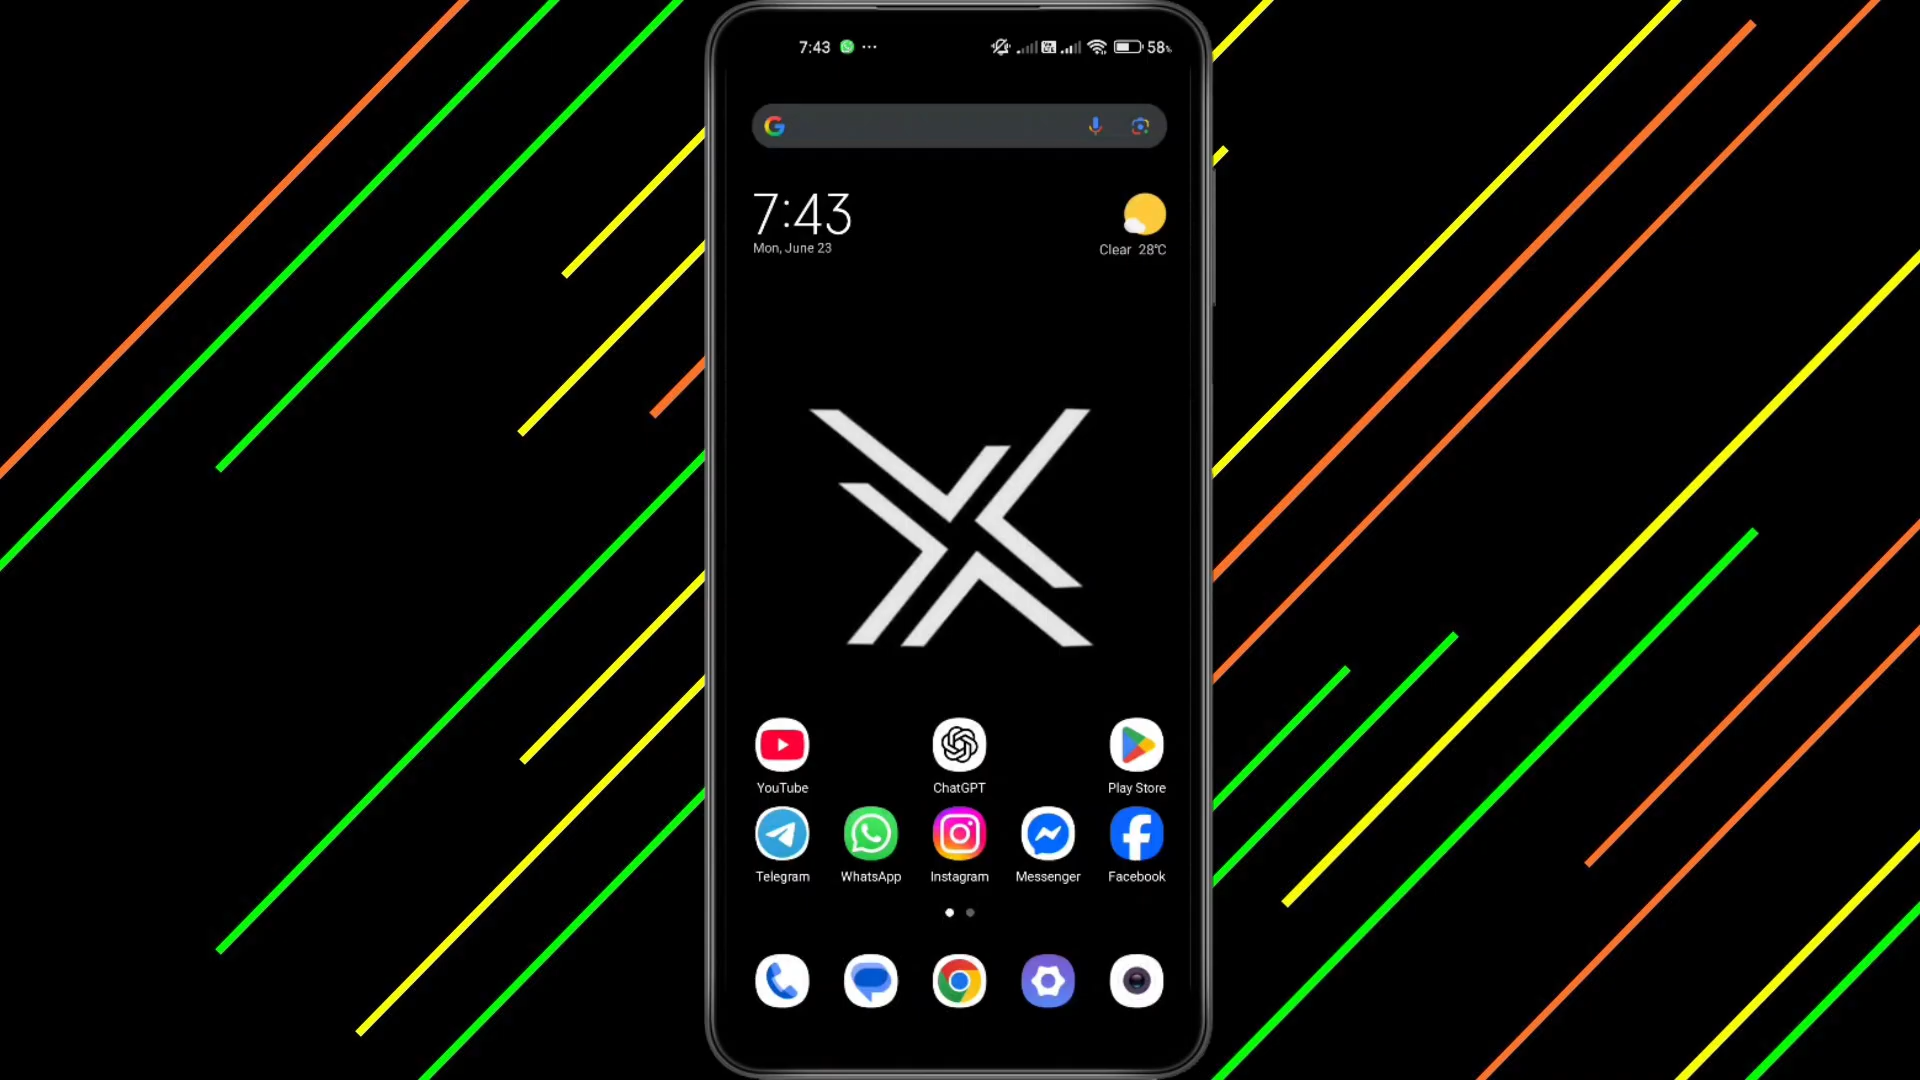 7:43 ... 58%
7:43
Mon, June 23
Clear 28°C
YouTube ChatGPT Play Store
Telegram WhatsApp Instagram Messenger Facebook